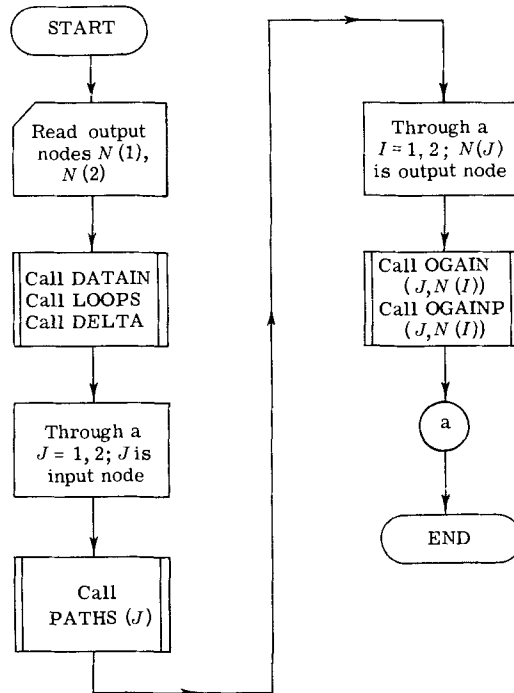 START
Read output
nodes N(1),
N(2)
Call DATAIN
Call LOOPS
Call DELTA
Through a
J = 1, 2; J is
input node
Call
PATHS (J)
Through a
I = 1, 2; N(J)
is output node
Call OGAIN
(J,N(I))
Call OGAINP
(J,N(I))
a
END